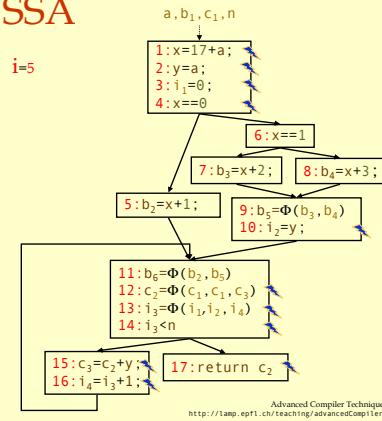 SSA
a,b₁,c₁,n
i=5
1:x=17+a;
2:y=a;
3:i₁=0;
4:x==0
6:x==1
7:b₃=x+2;
8:b₄=x+3;
5:b₂=x+1;
9:b₅=Φ(b₃,b₄)
10:i₂=y;
11:b₆=Φ(b₂,b₅)
12:c₂=Φ(c₁,c₁,c₃)
13:i₃=Φ(i₁,i₂,i₄)
14:i₃<n
15:c₃=c₂+y;
16:i₄=i₃+1;
17:return c₂
Advanced Compiler Technique
http://lamp.epfl.ch/teaching/advancedCompiler